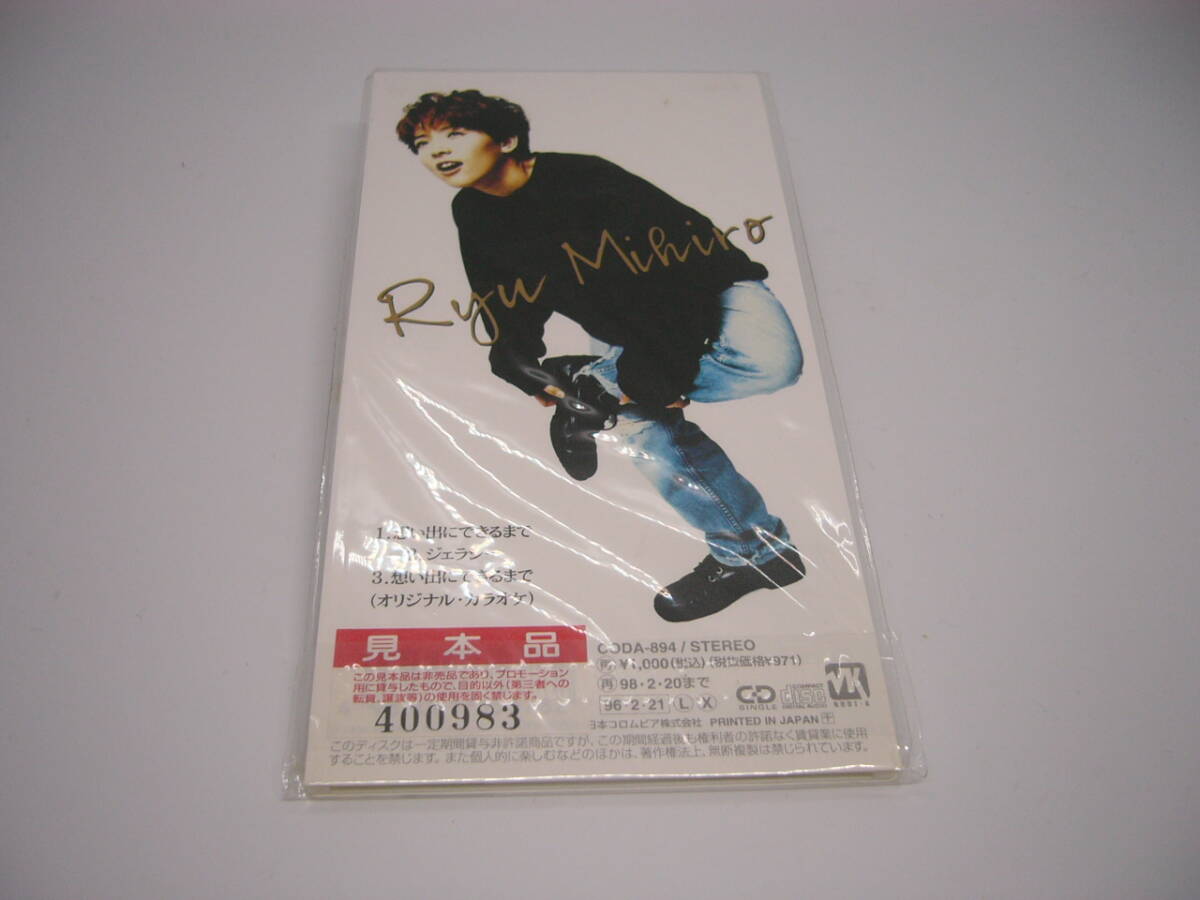 Ryu Mihiro
1.想い出にできるまで
2.ジェラシー
3.想い出にできるまで
(オリジナル・カラオケ)
見本品
この見本品は非売品であり、プロモーション
用に貸与したもので、目的以外(第三者への
転貸、譲渡等)の使用を固く禁じます。
400983
CODA-894 / STEREO
¥1,000(税込)(税抜価格¥971)
再 98・2・20まで
96・2・21 L X
CD SINGLE
COMPACT disc DIGITAL AUDIO
日本コロムビア株式会社 PRINTED IN JAPAN
このディスクは一定期間貸与非許諾商品ですが、この期間経過後も権利者の許諾なく賃貸業に使用
することを禁じます。また個人的に楽しむなどのほかは、著作権法上、無断複製は禁じられています。